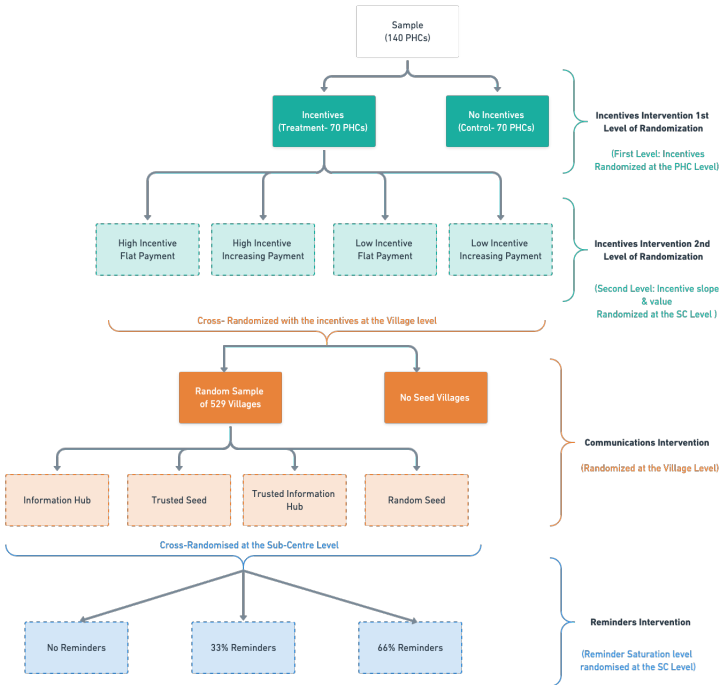 Sample
(140 PHCs)
Incentives
(Treatment- 70 PHCs)
No Incentives
(Control- 70 PHCs)
Incentives Intervention 1st
Level of Randomization
(First Level: Incentives
Randomized at the PHC Level)
High Incentive
Flat Payment
High Incentive
Increasing Payment
Low Incentive
Flat Payment
Low Incentive
Increasing Payment
Incentives Intervention 2nd
Level of Randomization
(Second Level: Incentive slope
& value
Randomized at the SC Level )
Cross- Randomized with the incentives at the Village level
Random Sample
of 529 Villages
No Seed Villages
Communications Intervention
(Randomized at the Village Level)
Information Hub
Trusted Seed
Trusted Information
Hub
Random Seed
Cross-Randomised at the Sub-Centre Level
No Reminders
33% Reminders
66% Reminders
Reminders Intervention
(Reminder Saturation level
randomised at the SC Level)